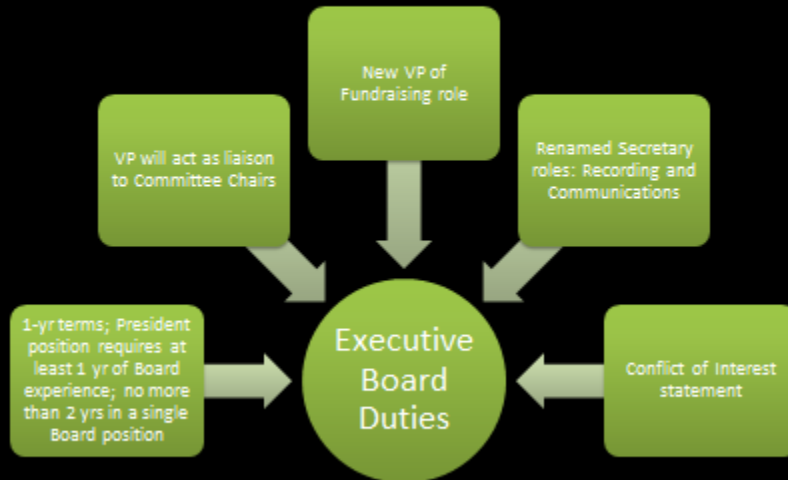 New VP of
Fundraising role
VP will act as liaison
to Committee Chairs
Renamed Secretary
roles: Recording and
Communications
1-yr terms; President
position requires at
least 1 yr of Board
experience; no more
than 2 yrs in a single
Board position
Executive
Board
Duties
Conflict of Interest
statement